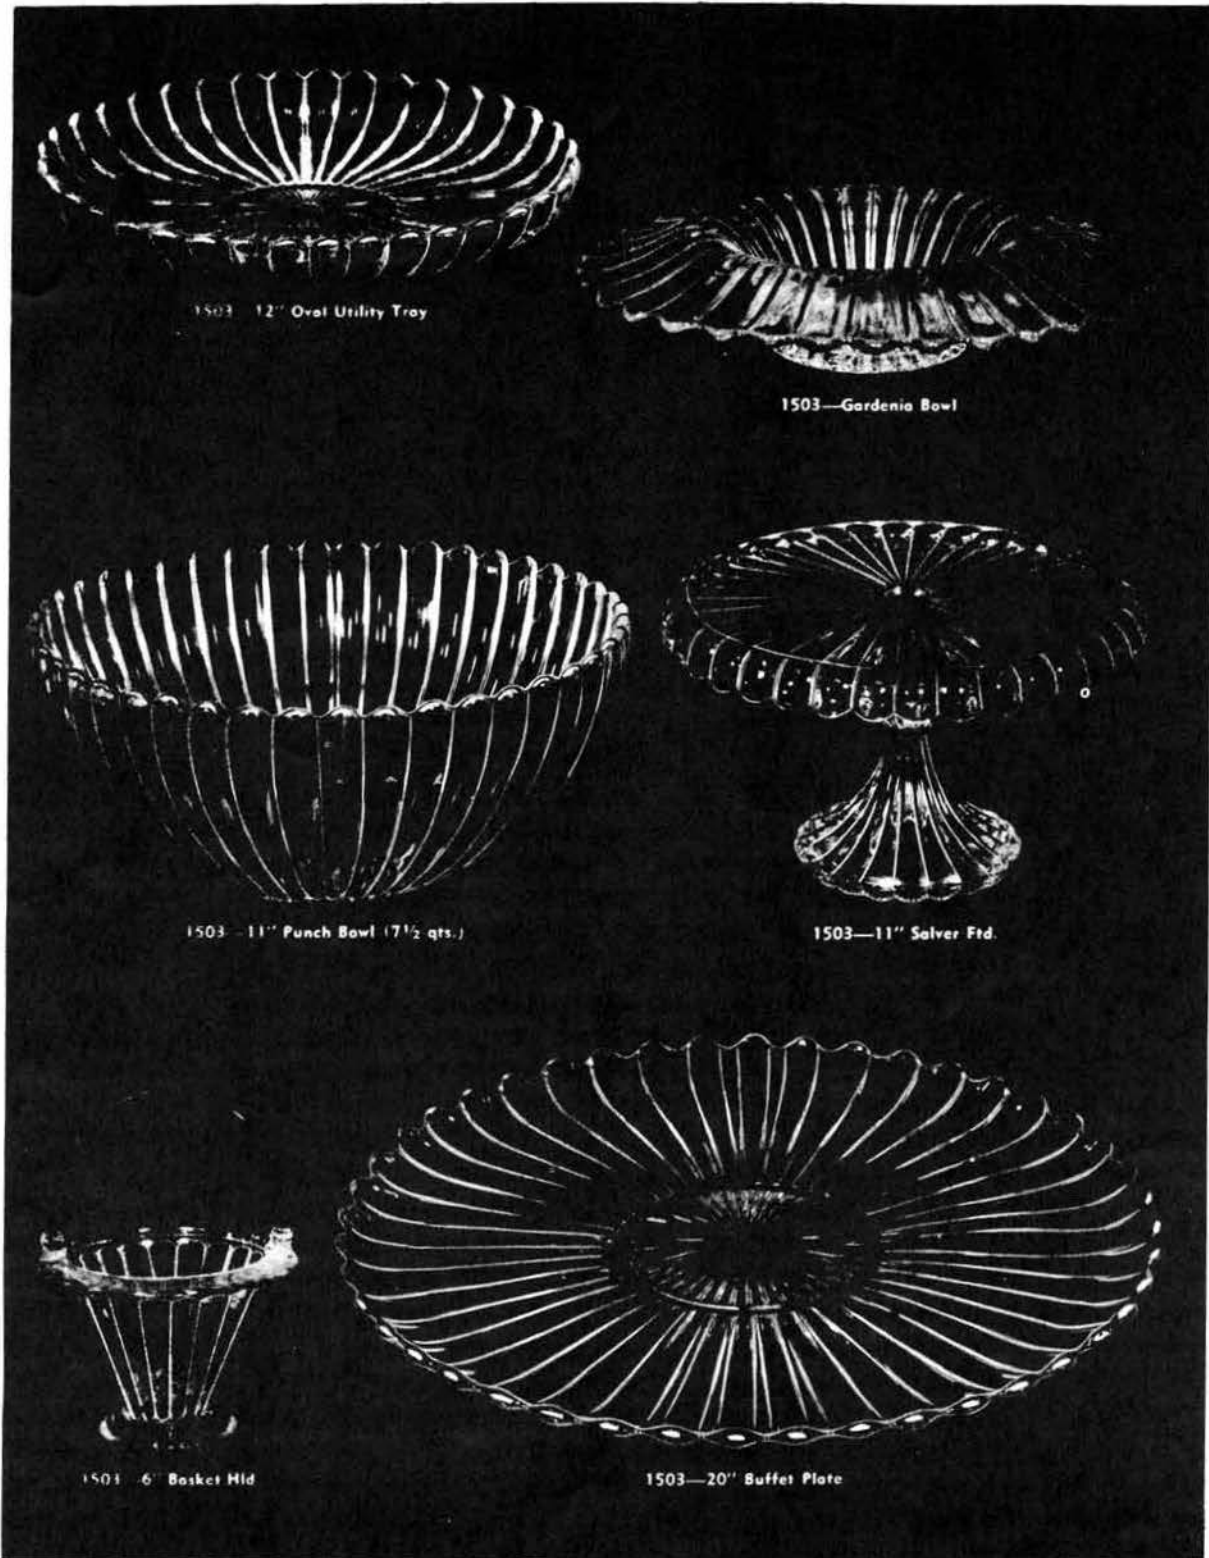 1503—12" Oval Utility Tray
1503—Gardenia Bowl
1503—11" Punch Bowl (7½ qts.)
1503—11" Salver Ftd.
1503—6" Basket Hld
1503—20" Buffet Plate